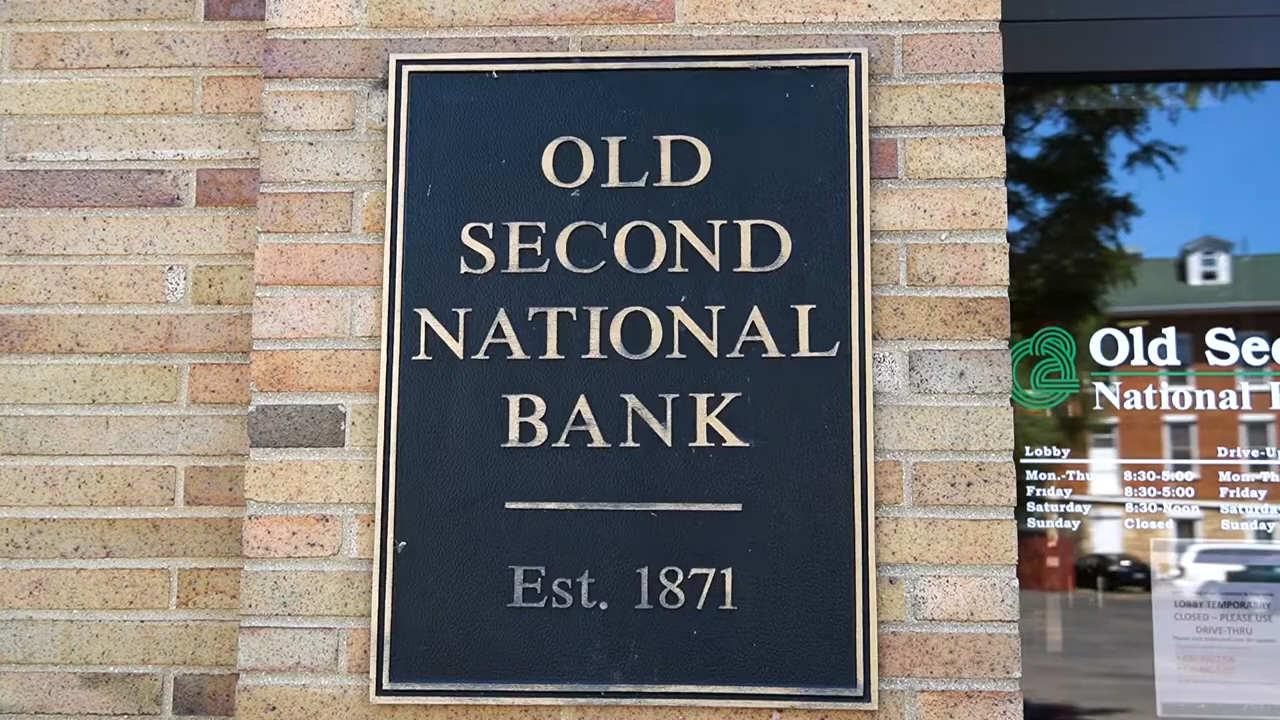 OLD
SECOND
NATIONAL
BANK
Est. 1871
Old Sec
National
Lobby Drive-Up
Mon.-Thu 8:30-5:00 Mon.-Th
Friday 8:30-5:00 Friday
Saturday 8:30-Noon Saturda
Sunday Closed Sunday
LOBBY TEMPORARY
CLOSED – PLEASE USE
DRIVE-THRU